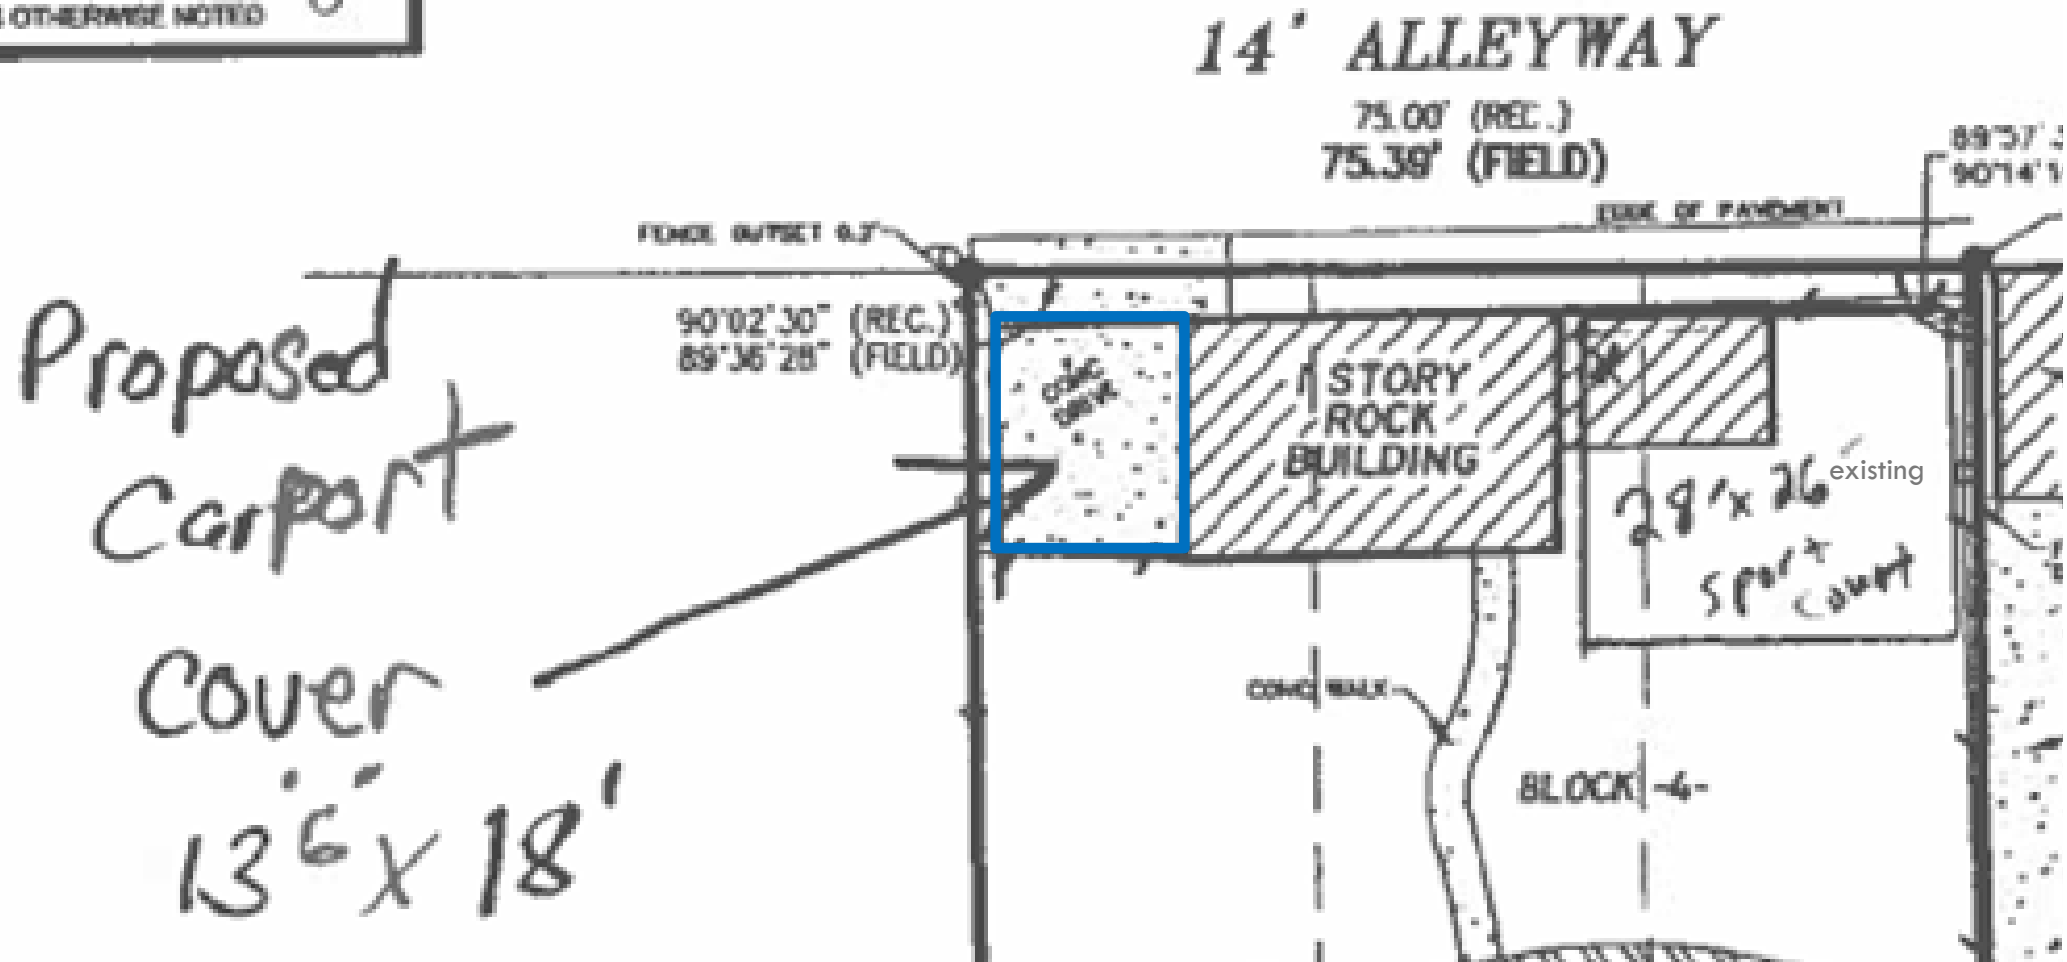 OTHERWISE NOTED
14' ALLEYWAY
75.00' (REC.)
75.39' (FIELD)
EDGE OF PAVEMENT
FENCE OUTSET 0.2'
90°02'30" (REC.)
89°36'28" (FIELD)
Proposed
Carport
Cover
13'6" x 18'
CONC
DRIVE
1 STORY
ROCK
BUILDING
existing
28' x 26'
sport
court
CONC WALK
BLOCK -4-